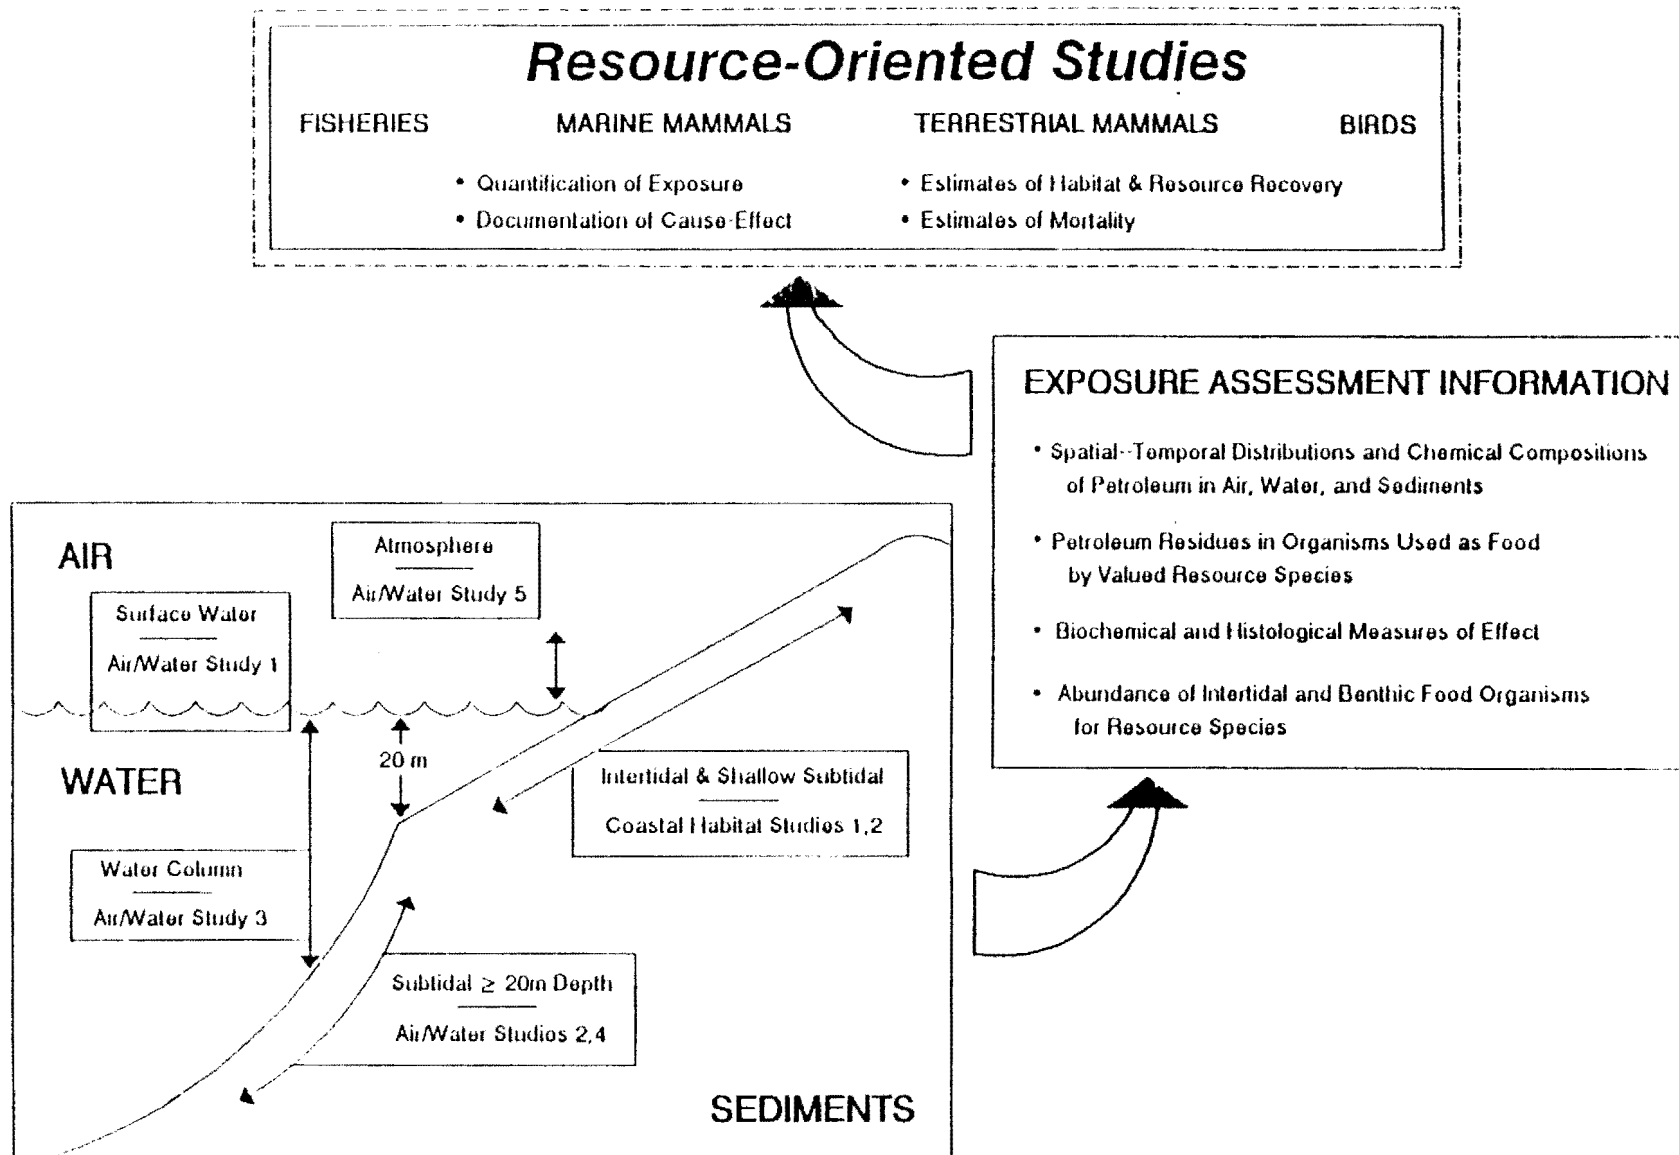 Resource-Oriented Studies
FISHERIES MARINE MAMMALS TERRESTRIAL MAMMALS BIRDS
• Quantification of Exposure
• Documentation of Cause-Effect
• Estimates of Habitat & Resource Recovery
• Estimates of Mortality
EXPOSURE ASSESSMENT INFORMATION
• Spatial--Temporal Distributions and Chemical Compositions
of Petroleum in Air, Water, and Sediments
• Petroleum Residues in Organisms Used as Food
by Valued Resource Species
• Biochemical and Histological Measures of Effect
• Abundance of Intertidal and Benthic Food Organisms
for Resource Species
AIR
Atmosphere
Air/Water Study 5
Surface Water
Air/Water Study 1
20 m
WATER
Intertidal & Shallow Subtidal
Coastal Habitat Studies 1,2
Water Column
Air/Water Study 3
Subtidal ≥ 20m Depth
Air/Water Studies 2,4
SEDIMENTS